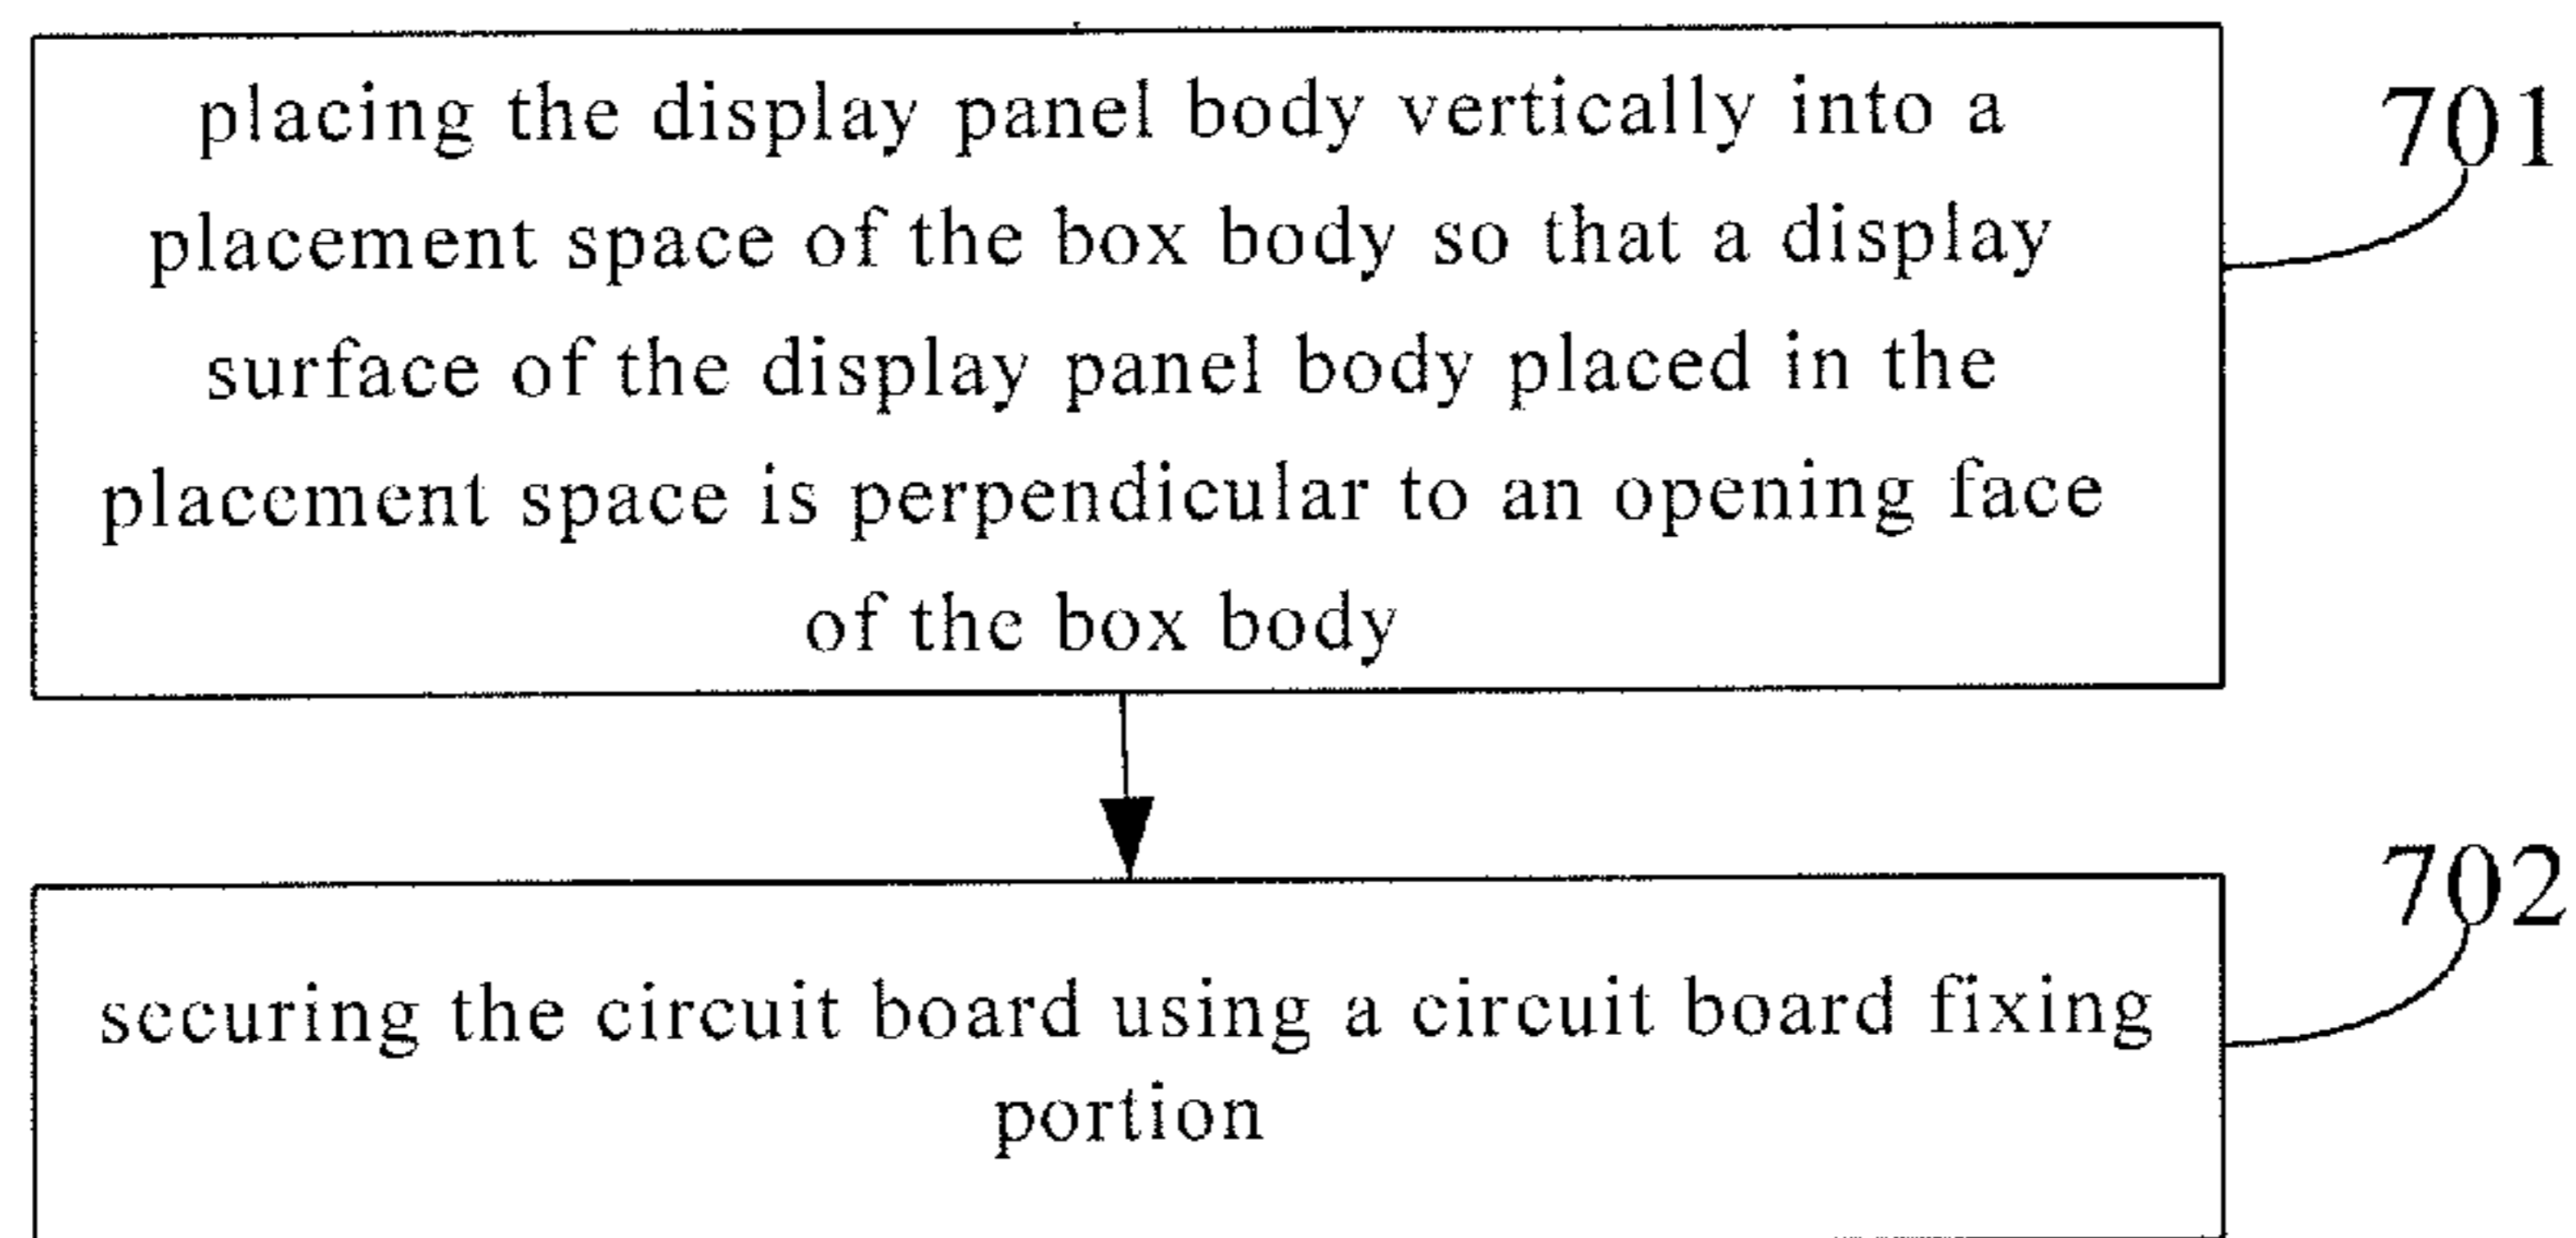 placing the display panel body vertically into a
701
placement space of the box body so that a display
surface of the display panel body placed in the
placement space is perpendicular to an opening face
of the box body
702
securing the circuit board using a circuit board fixing
portion